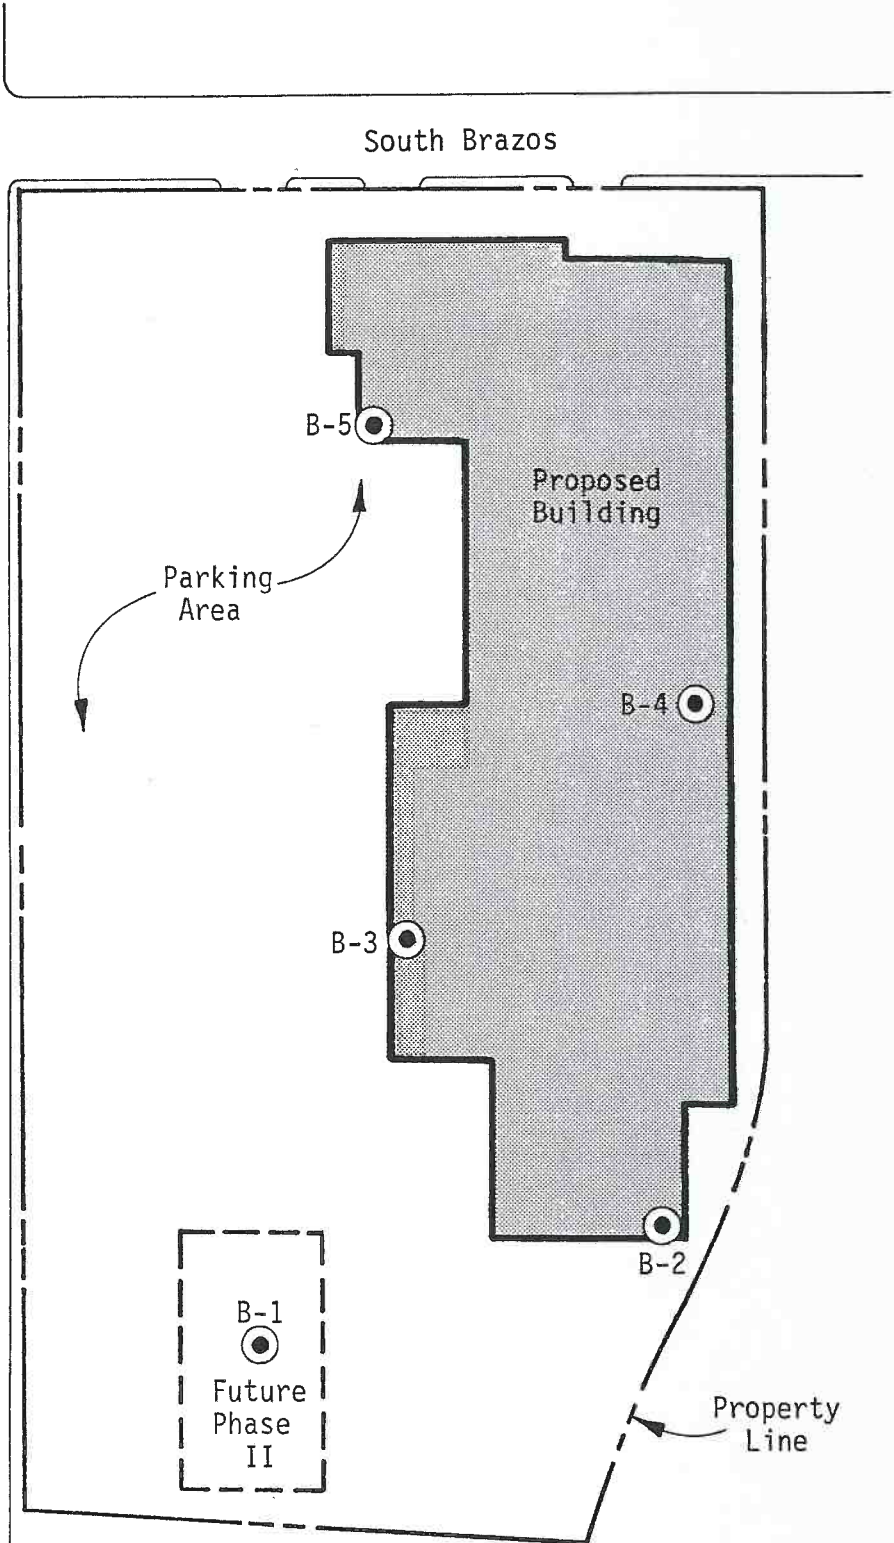 South Brazos
B-5
Proposed
Building
Parking
Area
B-4
B-3
B-2
B-1
Future
Phase
II
Property
Line